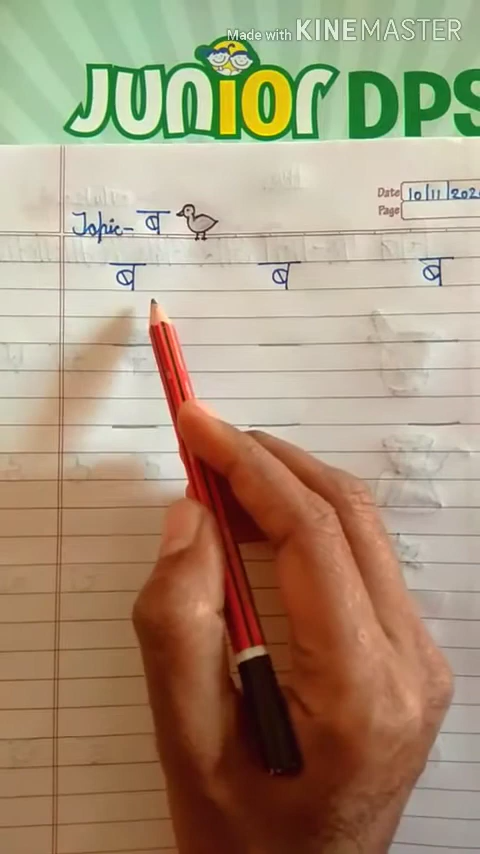 Made with KINEMASTER
JUNIOR DPS
Date 10/11/202
Page
Topic- ब
ब ब ब